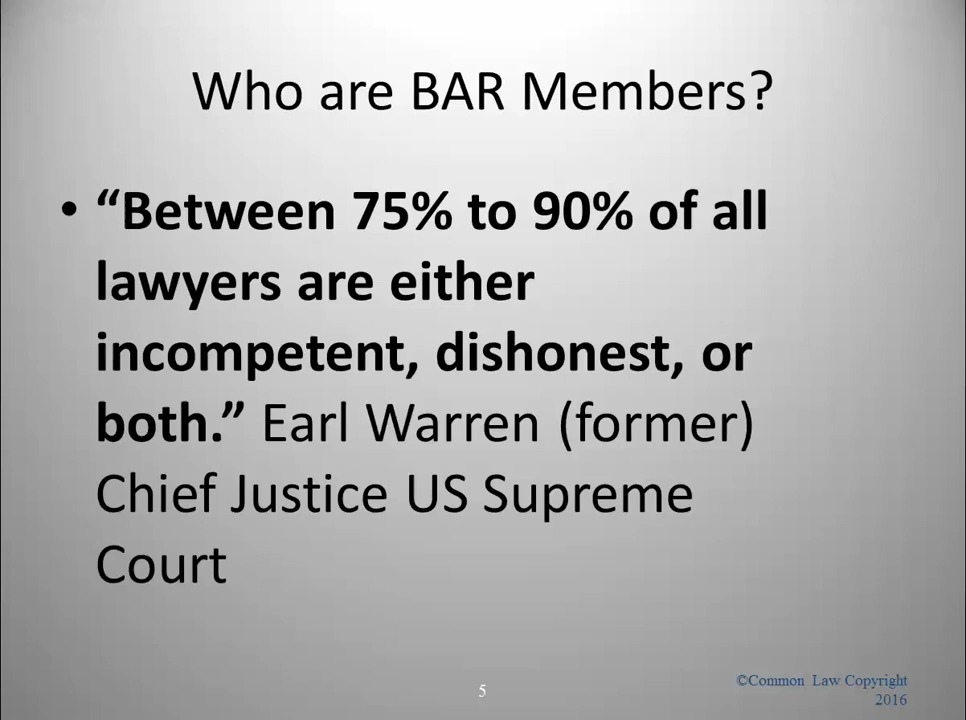 Who are BAR Members?
• “Between 75% to 90% of all
lawyers are either
incompetent, dishonest, or
both.” Earl Warren (former)
Chief Justice US Supreme
Court
5
©Common Law Copyright
2016